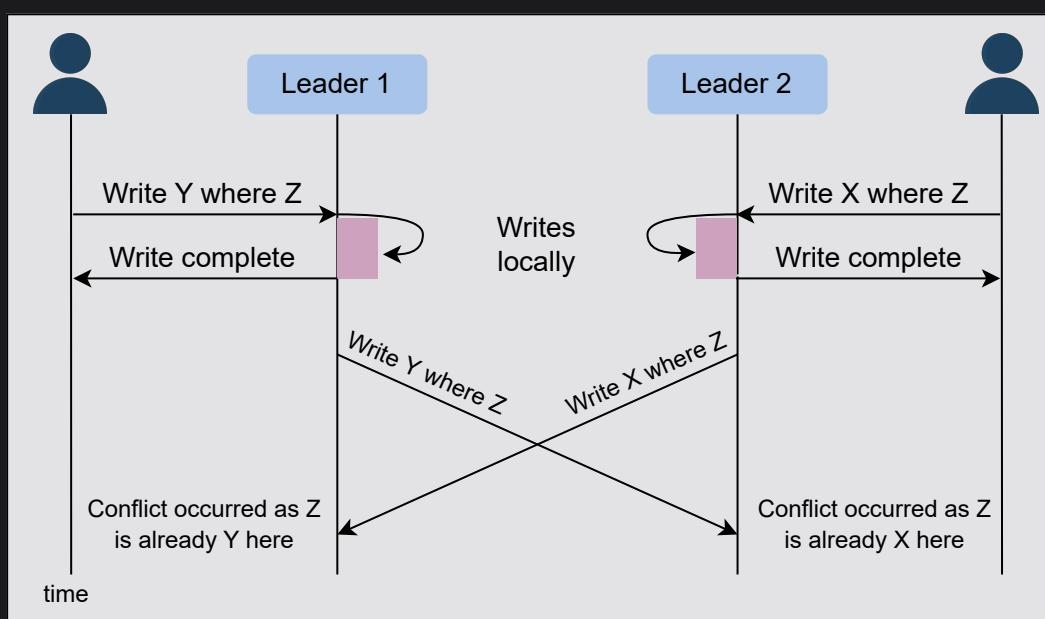 Leader 1
Leader 2
Write Y where Z
Write X where Z
Writes
locally
Write complete
Write complete
Write Y where Z
Write X where Z
Conflict occurred as Z
is already Y here
Conflict occurred as Z
is already X here
time